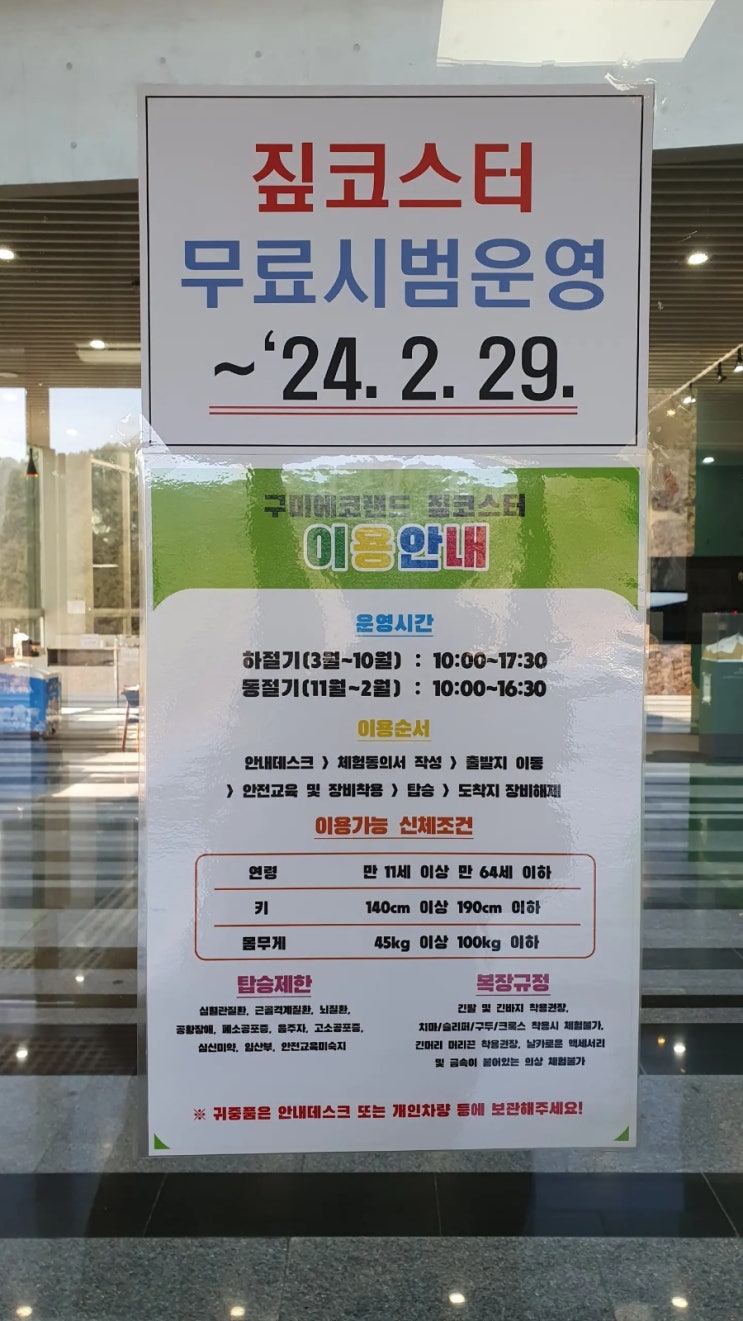 짚코스터
무료시범운영
~‘24. 2. 29.
구미에코랜드 짚코스터
이용안내
운영시간
하절기(3월~10월) : 10:00~17:30
동절기(11월~2월) : 10:00~16:30
이용순서
안내데스크 〉 체험동의서 작성 〉 출발지 이동
〉 안전교육 및 장비착용 〉 탑승 〉 도착지 장비해제
이용가능 신체조건
연령 만 11세 이상 만 64세 이하
키 140cm 이상 190cm 이하
몸무게 45kg 이상 100kg 이하
탑승제한
심혈관질환, 근골격계질환, 뇌질환,
공황장애, 폐소공포증, 음주자, 고소공포증,
심신미약, 임산부, 안전교육미숙지
복장규정
긴팔 및 긴바지 착용권장,
치마/슬리퍼/구두/크록스 착용시 체험불가,
긴머리 머리끈 착용권장, 날카로운 액세서리
및 금속이 붙어있는 의상 체험불가
※ 귀중품은 안내데스크 또는 개인차량 등에 보관해주세요!